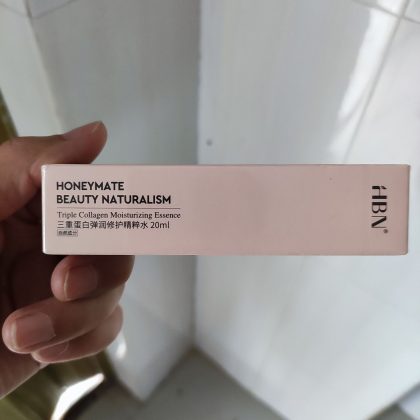 HONEYMATE
BEAUTY NATURALISM
Triple Collagen Moisturizing Essence
三重蛋白弹润修护精粹水 20ml
HBN®